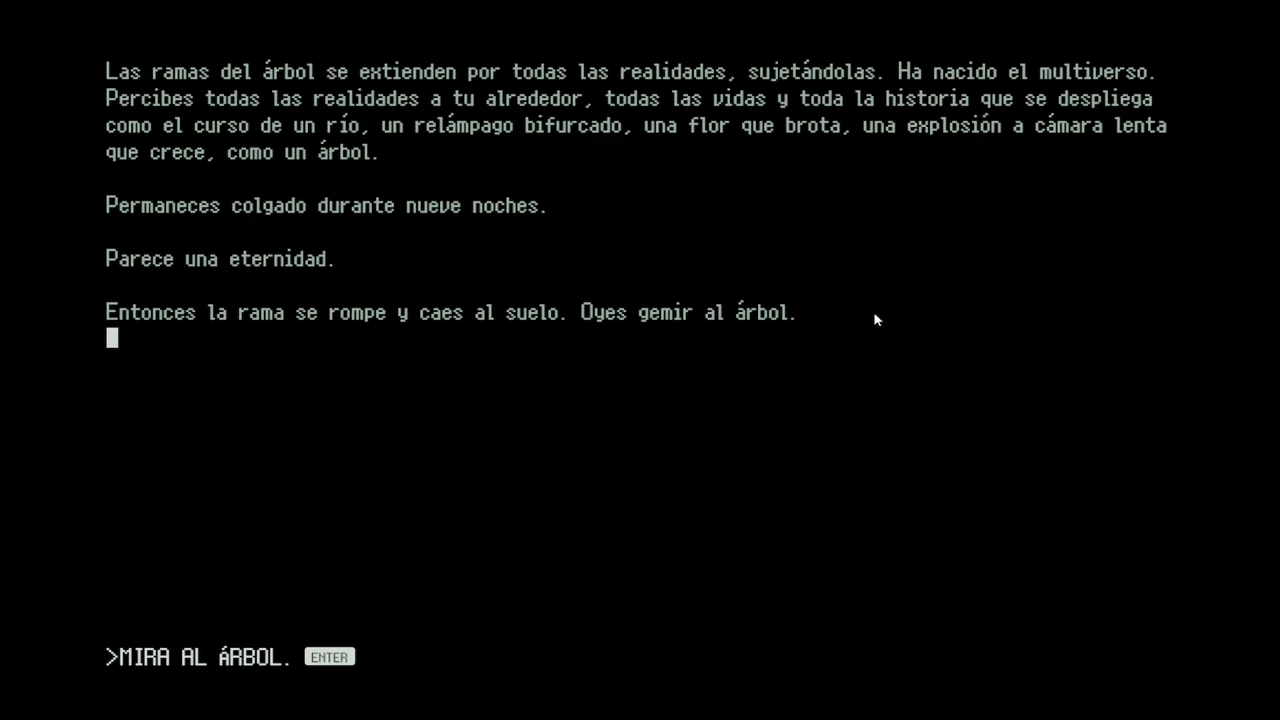 Las ramas del árbol se extienden por todas las realidades, sujetándolas. Ha nacido el multiverso.
Percibes todas las realidades a tu alrededor, todas las vidas y toda la historia que se despliega
como el curso de un río, un relámpago bifurcado, una flor que brota, una explosión a cámara lenta
que crece, como un árbol.
Permaneces colgado durante nueve noches.
Parece una eternidad.
Entonces la rama se rompe y caes al suelo. Oyes gemir al árbol.
>MIRA AL ÁRBOL. ENTER